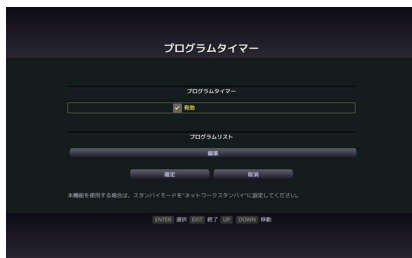 プログラムタイマー
プログラムタイマー
有効
プログラムリスト
編集
確定 取消
本機能を使用する場合は、スタンバイモードを"ネットワークスタンバイ"に設定してください。
ENTER 選択 EXIT 終了 UP DOWN 移動